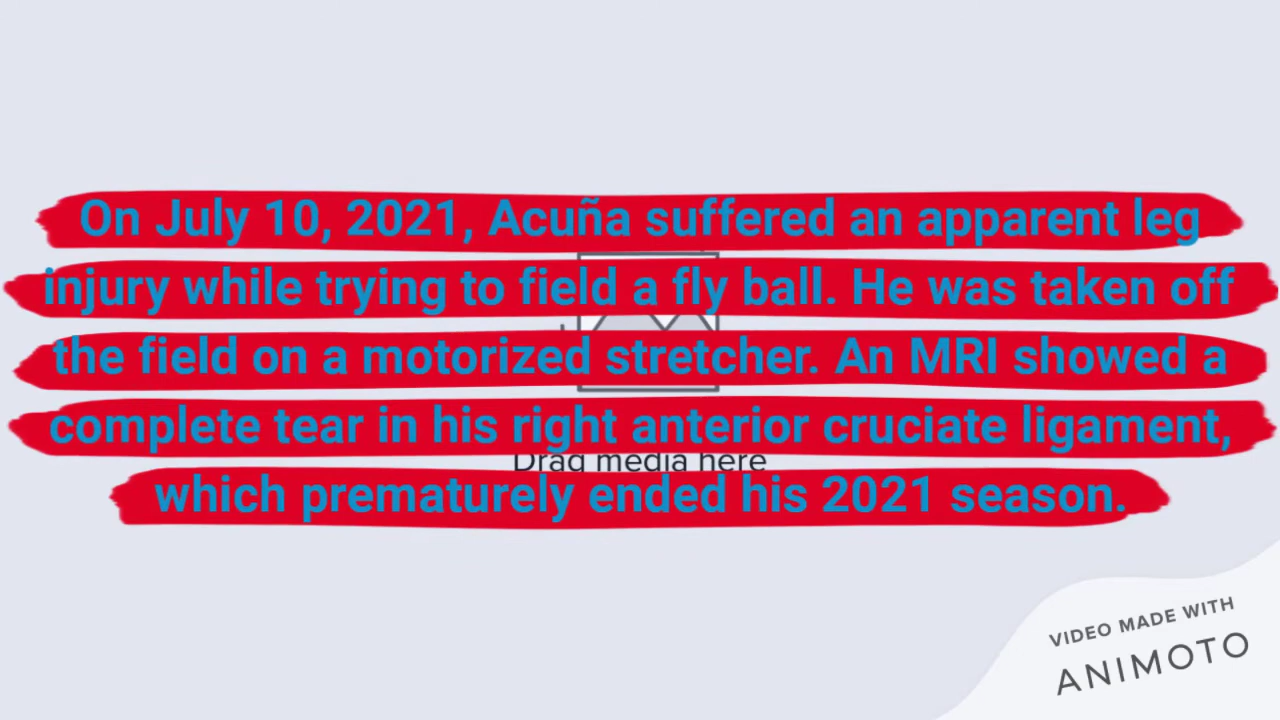 On July 10, 2021, Acuña suffered an apparent leg
injury while trying to field a fly ball. He was taken off
the field on a motorized stretcher. An MRI showed a
complete tear in his right anterior cruciate ligament,
Drag media here
which prematurely ended his 2021 season.
VIDEO MADE WITH
ANIMOTO